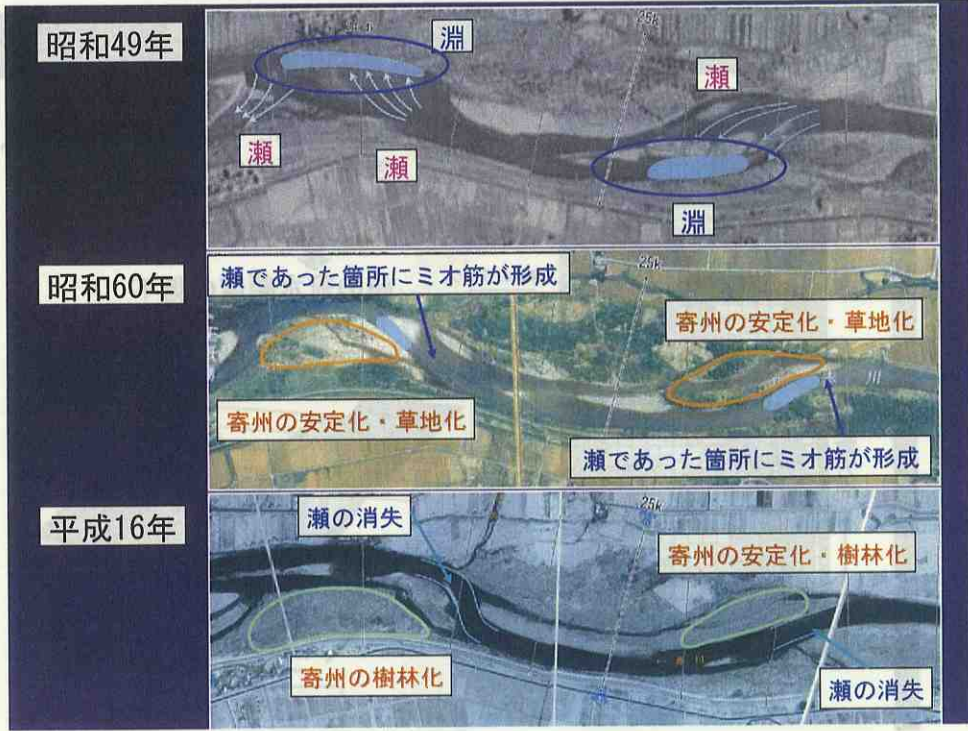 昭和49年
淵
25k
瀬
瀬
瀬
淵
昭和60年
瀬であった箇所にミオ筋が形成
25k
寄州の安定化・草地化
川
寄州の安定化・草地化
瀬であった箇所にミオ筋が形成
平成16年
瀬の消失
25k
寄州の安定化・樹林化
寄州の樹林化
瀬の消失